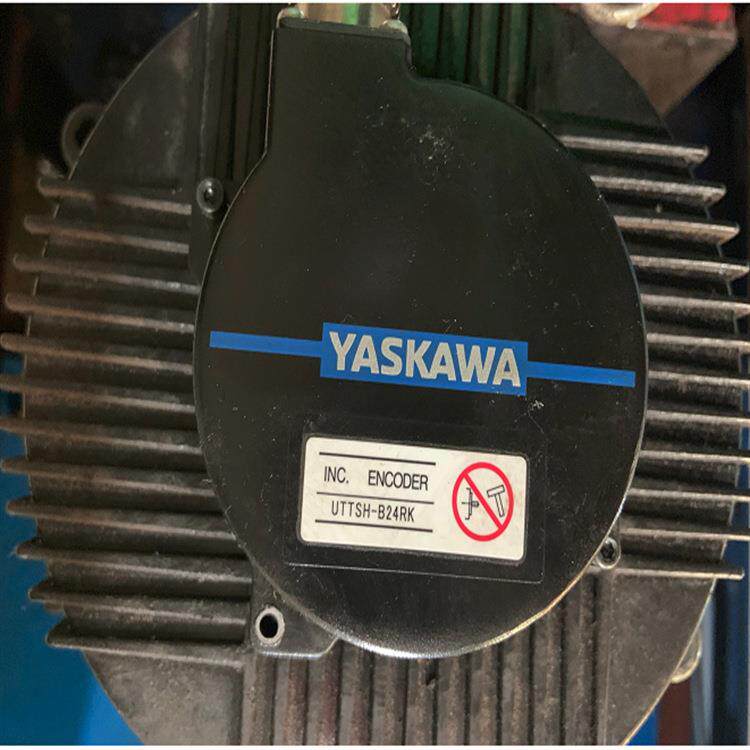 YASKAWA
INC. ENCODER
UTTSH-B24RK